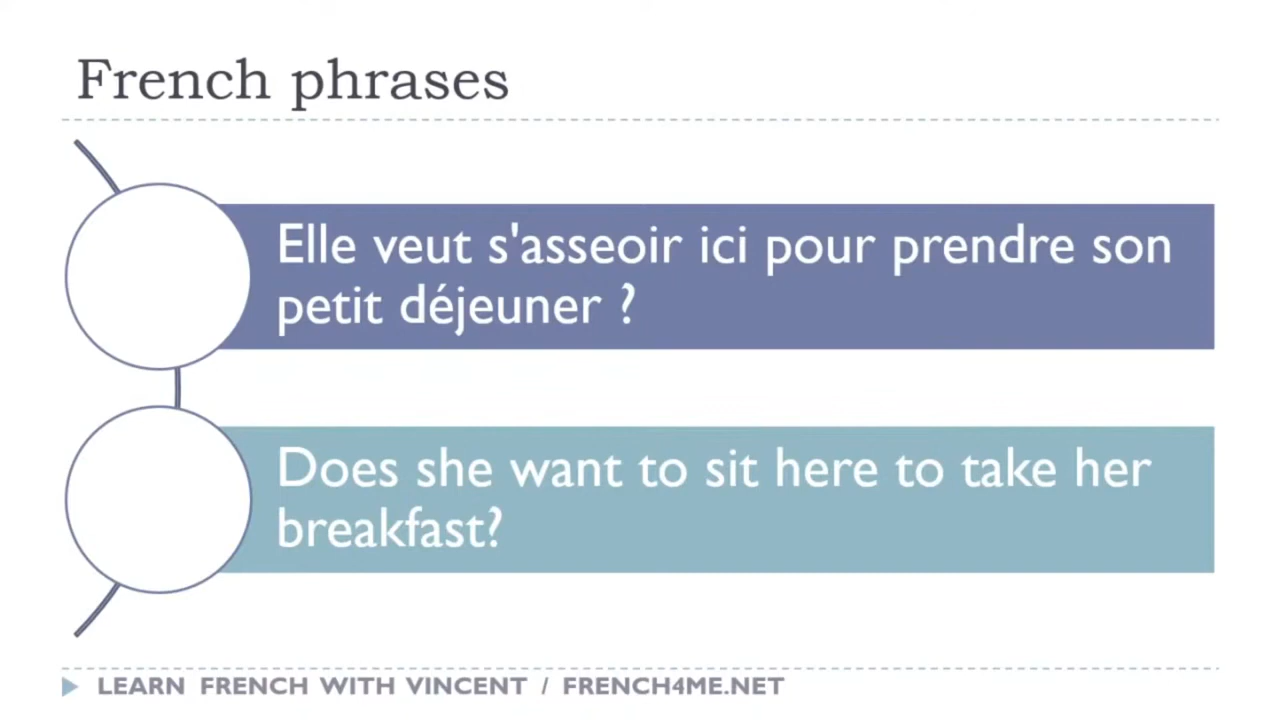 French phrases
Elle veut s'asseoir ici pour prendre son
petit déjeuner ?
Does she want to sit here to take her
breakfast?
LEARN FRENCH WITH VINCENT / FRENCH4ME.NET